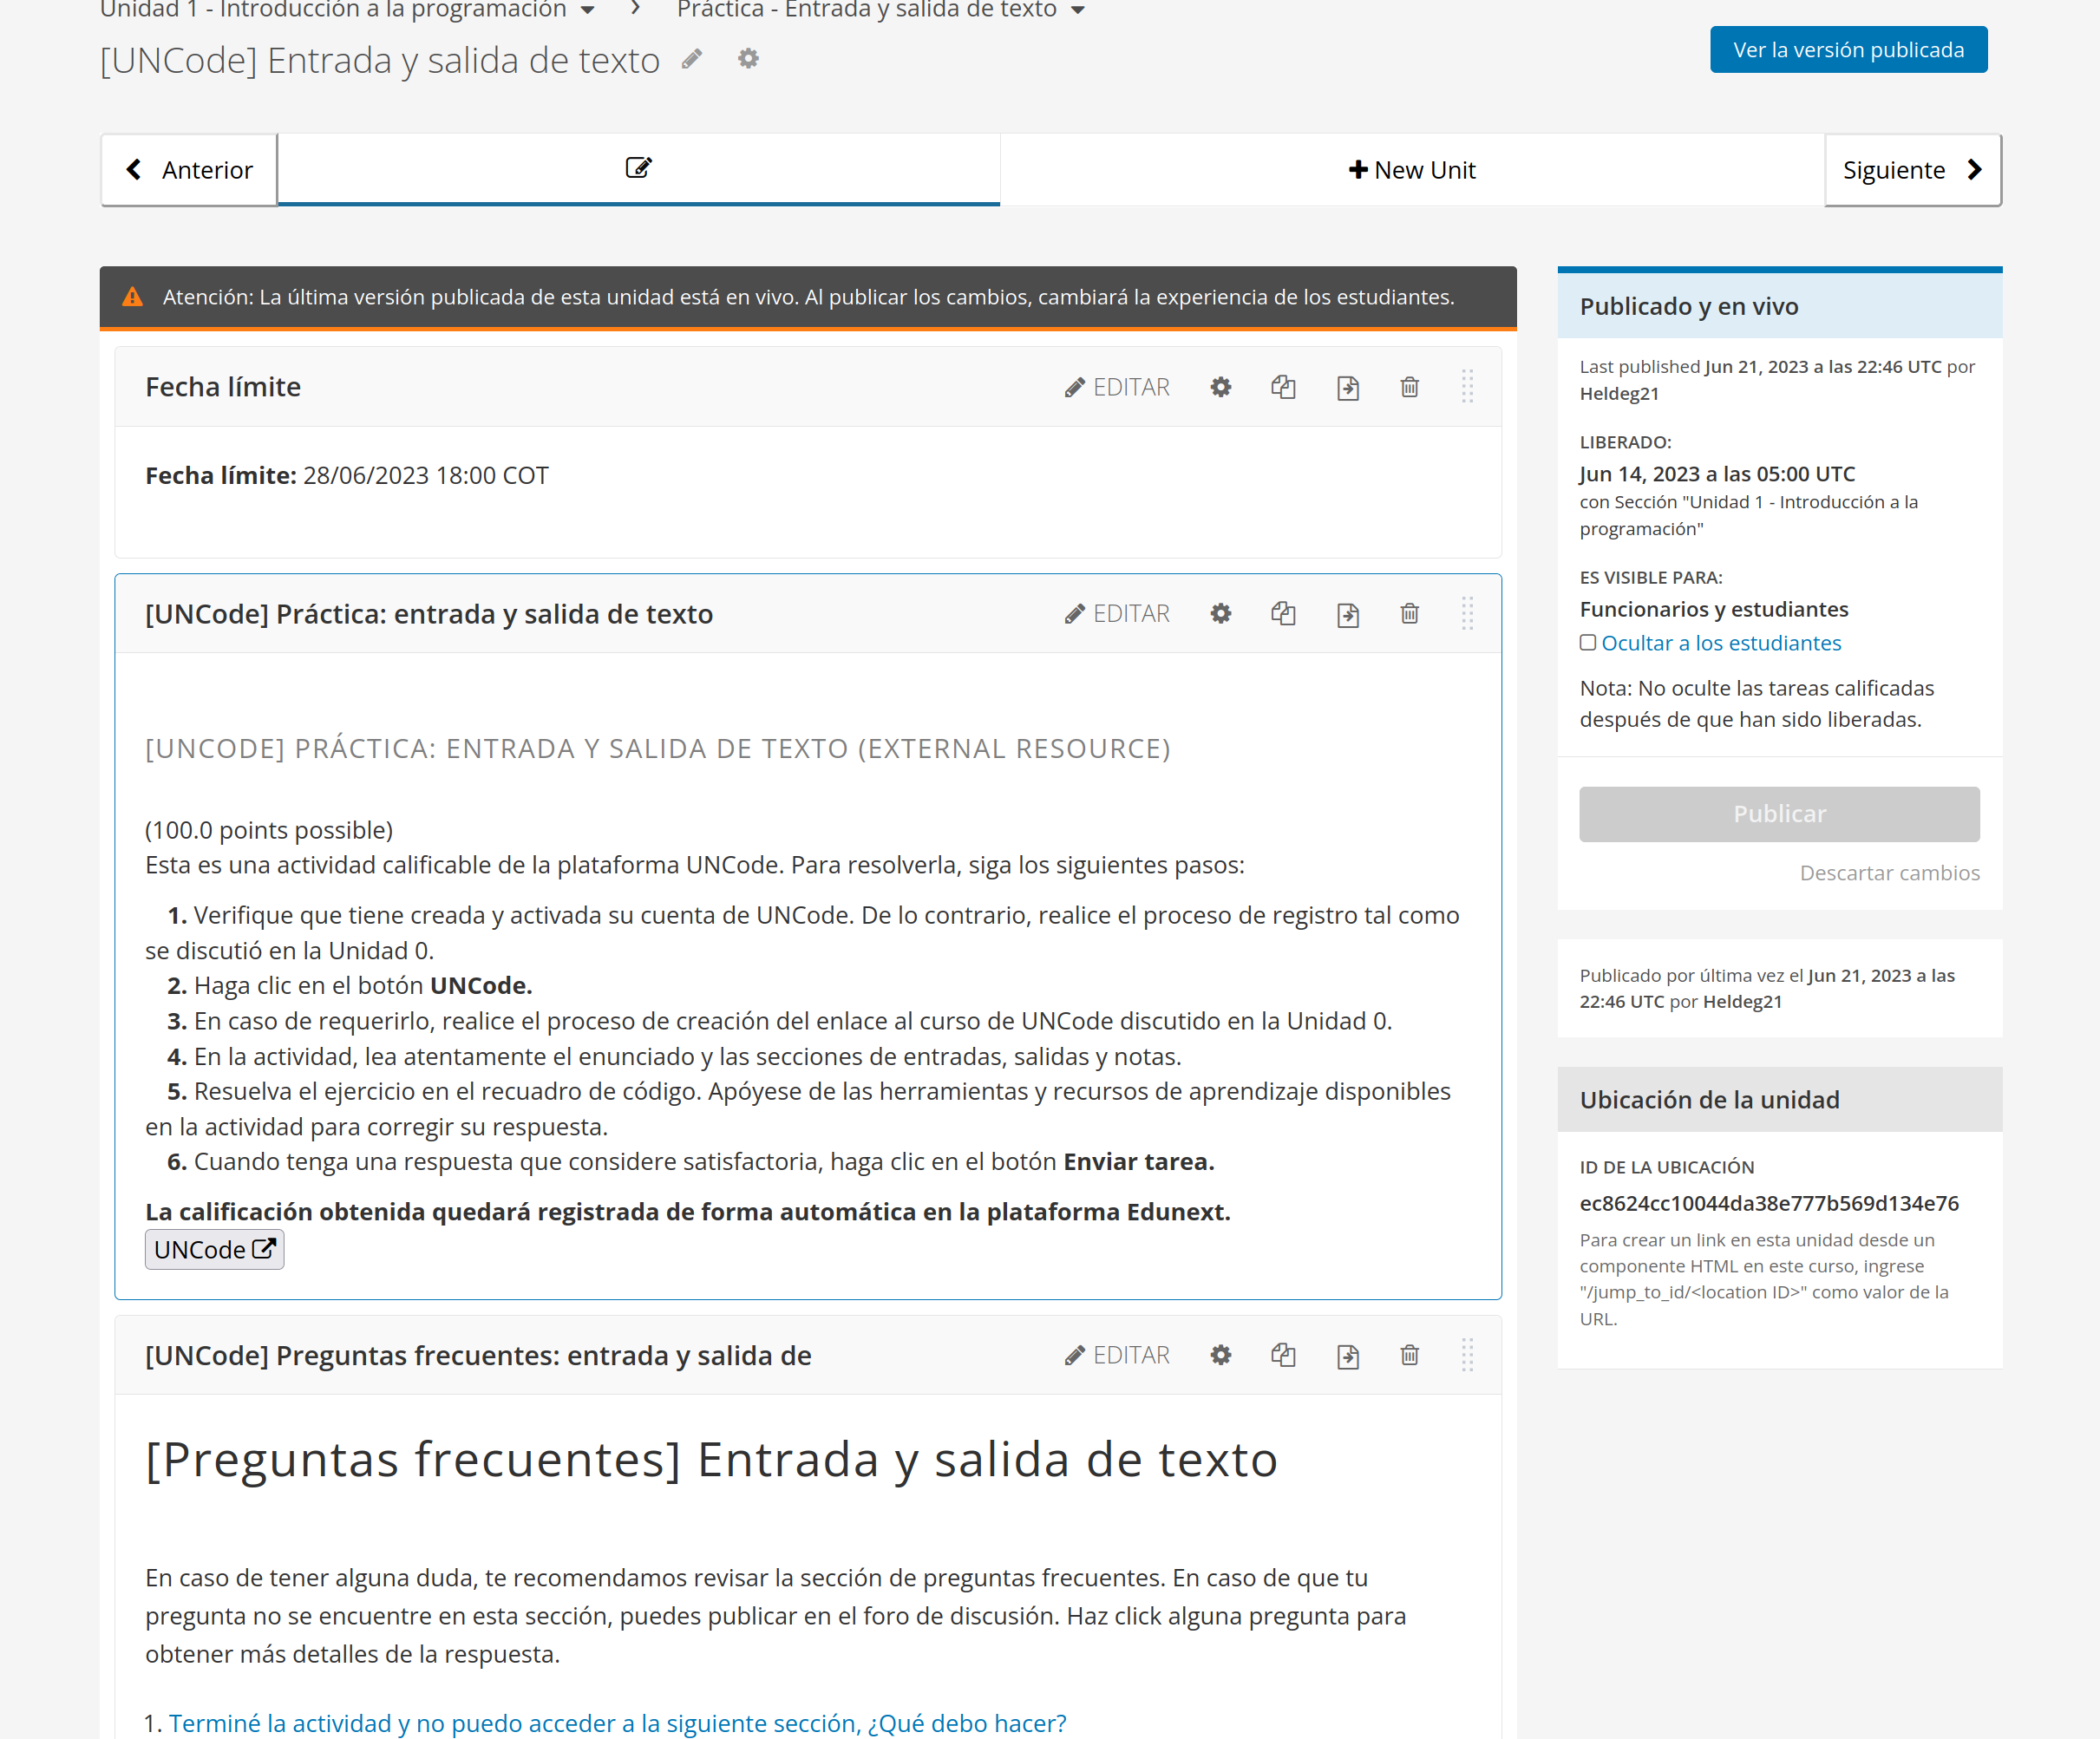 Unidad 1 - Introducción a la programación
Práctica - Entrada y salida de texto
[UNCode] Entrada y salida de texto
Ver la versión publicada
Anterior
New Unit
Siguiente
Atención: La última versión publicada de esta unidad está en vivo. Al publicar los cambios, cambiará la experiencia de los estudiantes.
Fecha límite
EDITAR
Fecha límite: 28/06/2023 18:00 COT
[UNCode] Práctica: entrada y salida de texto
EDITAR
[UNCODE] PRÁCTICA: ENTRADA Y SALIDA DE TEXTO (EXTERNAL RESOURCE)
(100.0 points possible)
Esta es una actividad calificable de la plataforma UNCode. Para resolverla, siga los siguientes pasos:
1. Verifique que tiene creada y activada su cuenta de UNCode. De lo contrario, realice el proceso de registro tal como
se discutió en la Unidad 0.
2. Haga clic en el botón UNCode.
3. En caso de requerirlo, realice el proceso de creación del enlace al curso de UNCode discutido en la Unidad 0.
4. En la actividad, lea atentamente el enunciado y las secciones de entradas, salidas y notas.
5. Resuelva el ejercicio en el recuadro de código. Apóyese de las herramientas y recursos de aprendizaje disponibles
en la actividad para corregir su respuesta.
6. Cuando tenga una respuesta que considere satisfactoria, haga clic en el botón Enviar tarea.
La calificación obtenida quedará registrada de forma automática en la plataforma Edunext.
UNCode
[UNCode] Preguntas frecuentes: entrada y salida de
EDITAR
[Preguntas frecuentes] Entrada y salida de texto
En caso de tener alguna duda, te recomendamos revisar la sección de preguntas frecuentes. En caso de que tu
pregunta no se encuentre en esta sección, puedes publicar en el foro de discusión. Haz click alguna pregunta para
obtener más detalles de la respuesta.
1. Terminé la actividad y no puedo acceder a la siguiente sección, ¿Qué debo hacer?
Publicado y en vivo
Last published Jun 21, 2023 a las 22:46 UTC por
Heldeg21
LIBERADO:
Jun 14, 2023 a las 05:00 UTC
con Sección "Unidad 1 - Introducción a la
programación"
ES VISIBLE PARA:
Funcionarios y estudiantes
Ocultar a los estudiantes
Nota: No oculte las tareas calificadas
después de que han sido liberadas.
Publicar
Descartar cambios
Publicado por última vez el Jun 21, 2023 a las
22:46 UTC por Heldeg21
Ubicación de la unidad
ID DE LA UBICACIÓN
ec8624cc10044da38e777b569d134e76
Para crear un link en esta unidad desde un
componente HTML en este curso, ingrese
"/jump_to_id/<location ID>" como valor de la
URL.